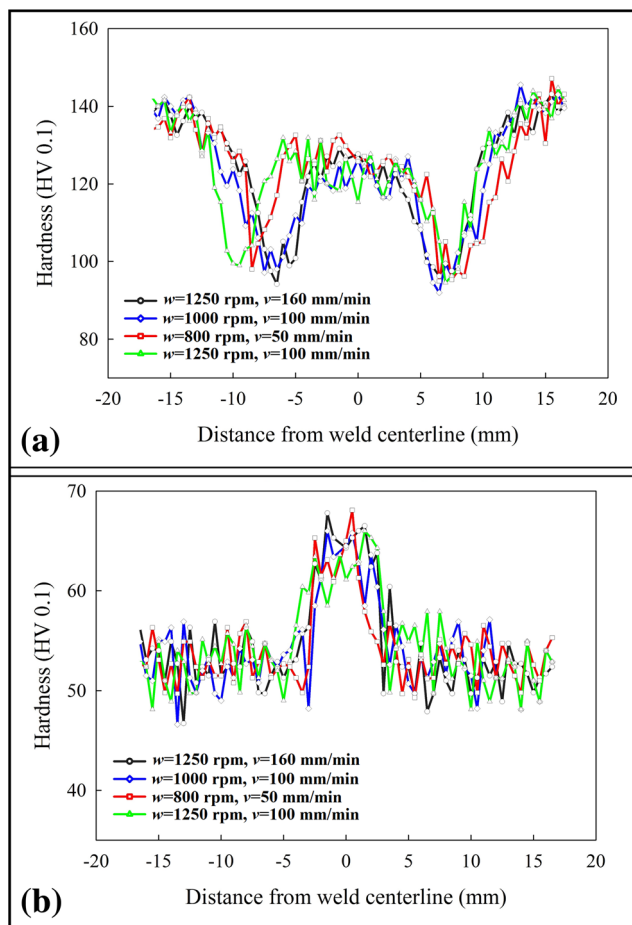 160
140
120
100
80
Hardness (HV 0.1)
w=1250 rpm, v=160 mm/min
w=1000 rpm, v=100 mm/min
w=800 rpm, v=50 mm/min
w=1250 rpm, v=100 mm/min
-20 -15 -10 -5 0 5 10 15 20
(a) Distance from weld centerline (mm)
70
60
50
40
Hardness (HV 0.1)
w=1250 rpm, v=160 mm/min
w=1000 rpm, v=100 mm/min
w=800 rpm, v=50 mm/min
w=1250 rpm, v=100 mm/min
-20 -15 -10 -5 0 5 10 15 20
(b) Distance from weld centerline (mm)